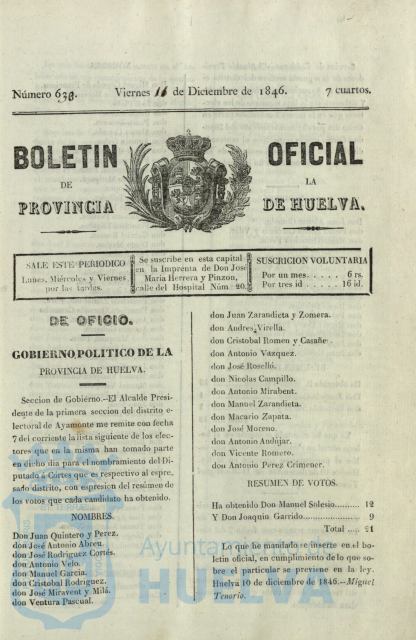 Número 639.
Viernes 11 de Diciembre de 1846.
7 cuartos.
BOLETIN OFICIAL
DE LA
PROVINCIA DE HUELVA.
SALE ESTE PERIODICO
Lunes, Miércoles y Viernes
por las tardes.
Se suscribe en esta capital
en la Imprenta de Don José
Maria Herrera y Pinzon,
calle del Hospital Núm. 20.
SUSCRICION VOLUNTARIA
Por un mes. . . . . 6 rs.
Por tres id . . . . . 16 id.
DE OFICIO.
GOBIERNO POLITICO DE LA
PROVINCIA DE HUELVA.
Seccion de Gobierno.—El Alcalde Presi-
dente de la primera seccion del distrito e-
lectoral de Ayamonte me remite con fecha
7 del corriente la lista siguiente de los elec-
tores que en la misma han tomado parte
en dicho dia para el nombramiento del Di-
putado á Cortes que es respectivo al espre-
sado distrito, con espresion del resúmen de
los votos que cada candidato ha obtenido.
NOMBRES.
Don Juan Quintero y Perez.
don José Antonio Abreu.
don José Rodriguez Cortés.
don Antonio Velo.
don Manuel Garcia.
don Cristobal Rodriguez.
don José Miravent y Milá.
don Ventura Pascual.
don Juan Zarandieta y Zomera.
don Andres Virella.
don Cristobal Romeu y Casañe
don Antonio Vazquez.
don José Roselló.
don Nicolas Campillo.
don Antonio Mirabent.
don Manuel Zarandieta.
don Macario Zapata.
don José Moreno.
don Antonio Andújar.
don Vicente Romero.
don Antonio Perez Crimener.
RESUMEN DE VOTOS.
Ha obtenido Don Manuel Solesio 12
Y Don Joaquin Garrido. . . . . . . . 9
Total . . . . 21
Lo que he mandado se inserte en el bo-
letin oficial, en cumplimiento de lo que so-
bre el particular se previene en la ley.
Huelva 10 de diciembre de 1846.—Miguel
Tenorio.
Ayuntamiento de
HUELVA